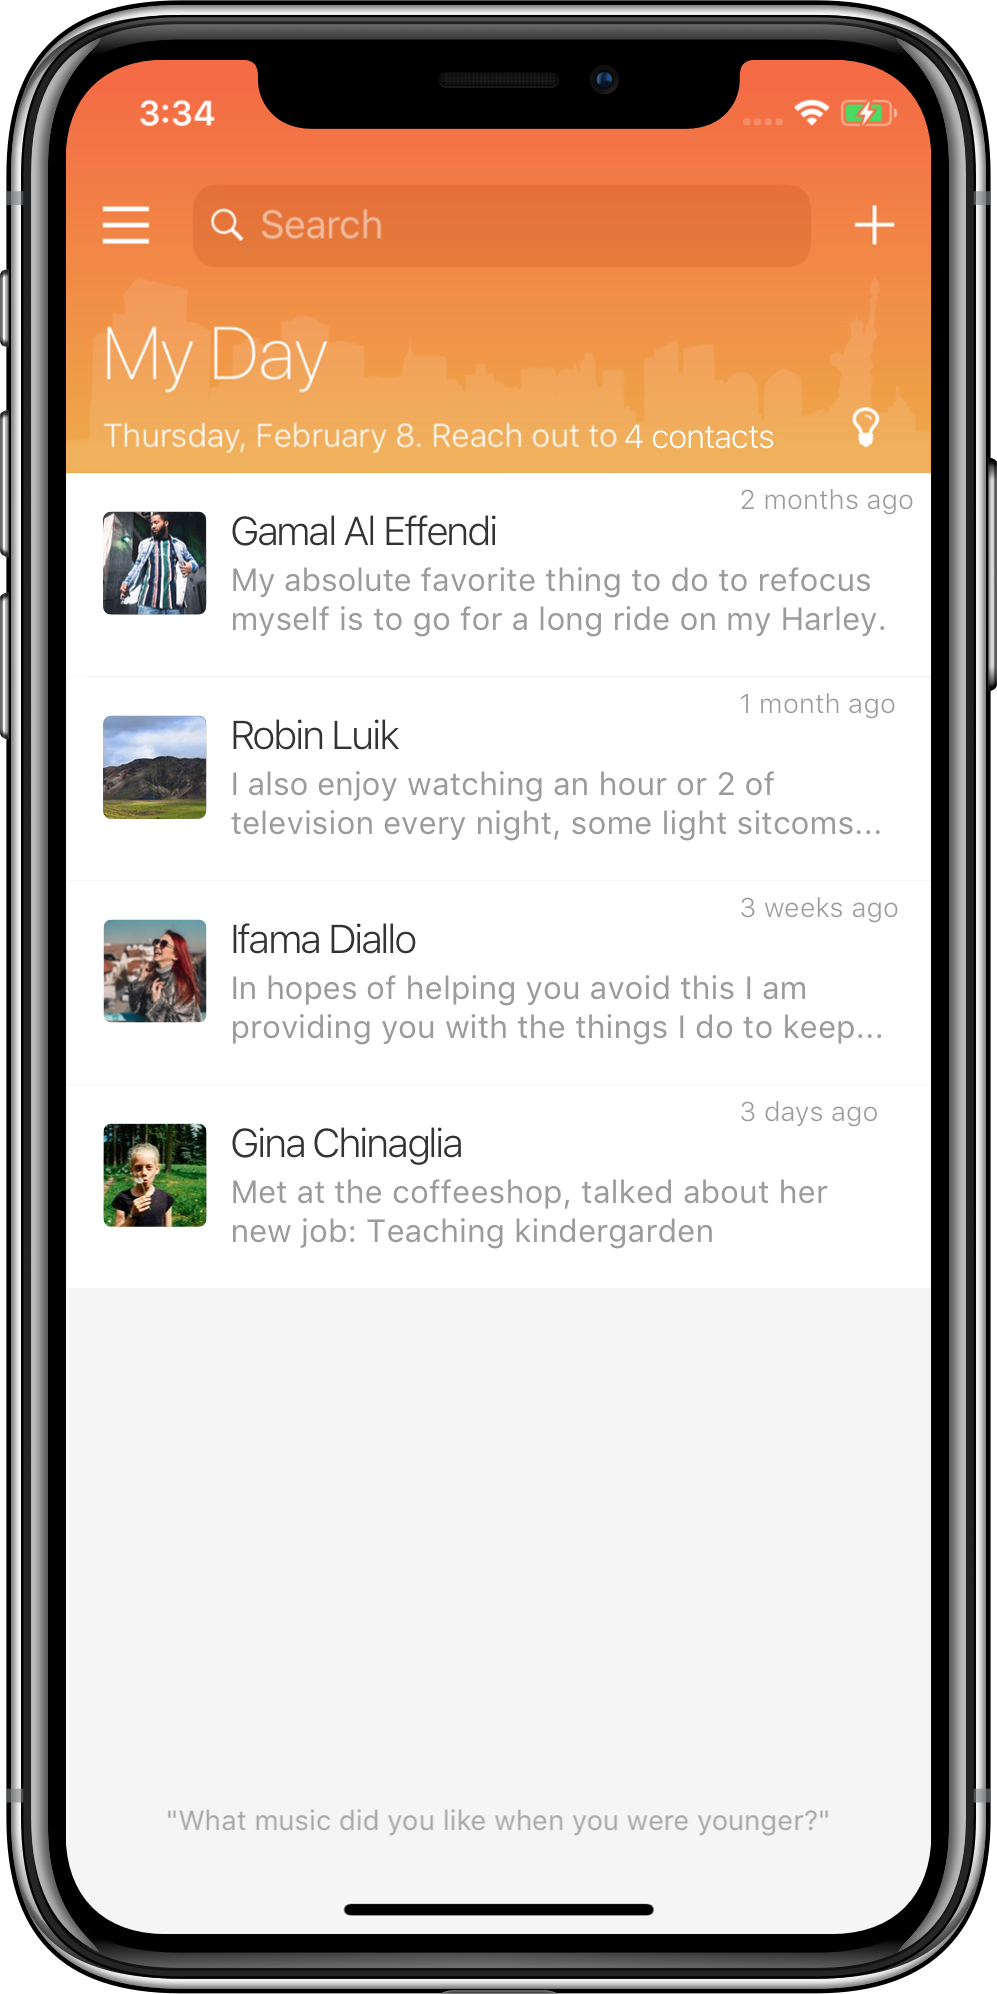 3:34
Search
My Day
Thursday, February 8. Reach out to 4 contacts
2 months ago
Gamal Al Effendi
My absolute favorite thing to do to refocus
myself is to go for a long ride on my Harley.
1 month ago
Robin Luik
I also enjoy watching an hour or 2 of
television every night, some light sitcoms...
3 weeks ago
Ifama Diallo
In hopes of helping you avoid this I am
providing you with the things I do to keep...
3 days ago
Gina Chinaglia
Met at the coffeeshop, talked about her
new job: Teaching kindergarden
"What music did you like when you were younger?"